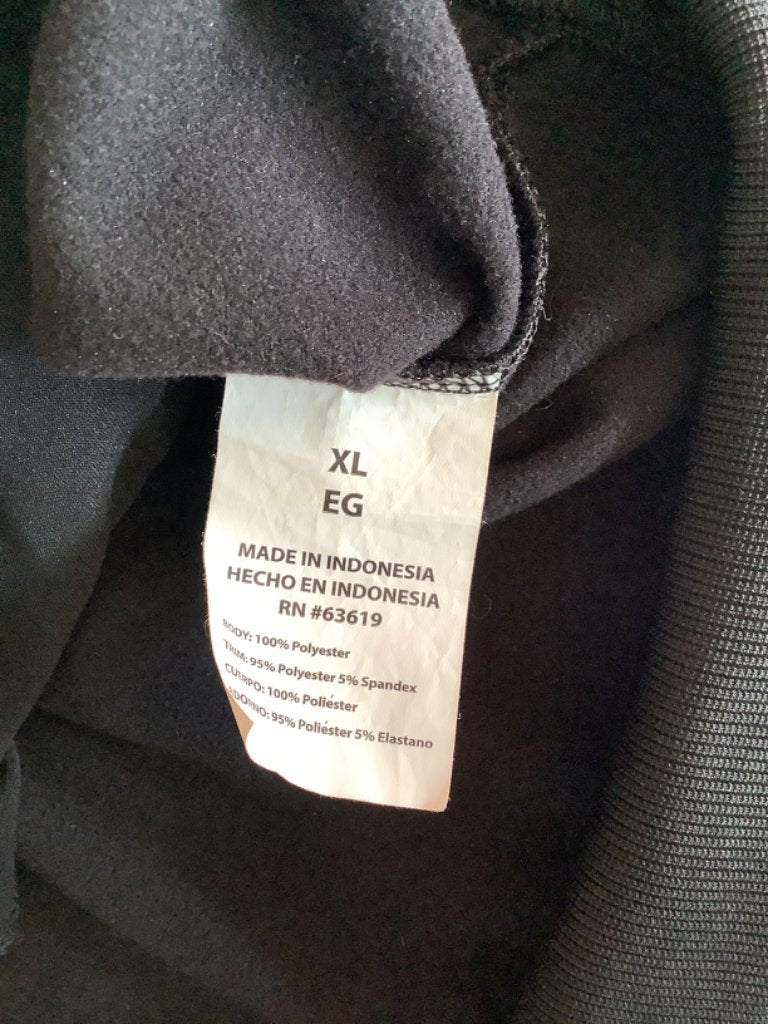 XL
EG
MADE IN INDONESIA
HECHO EN INDONESIA
RN #63619
BODY: 100% Polyester
TRIM: 95% Polyester 5% Spandex
CUERPO: 100% Poliéster
ADORNO: 95% Poliéster 5% Elastano